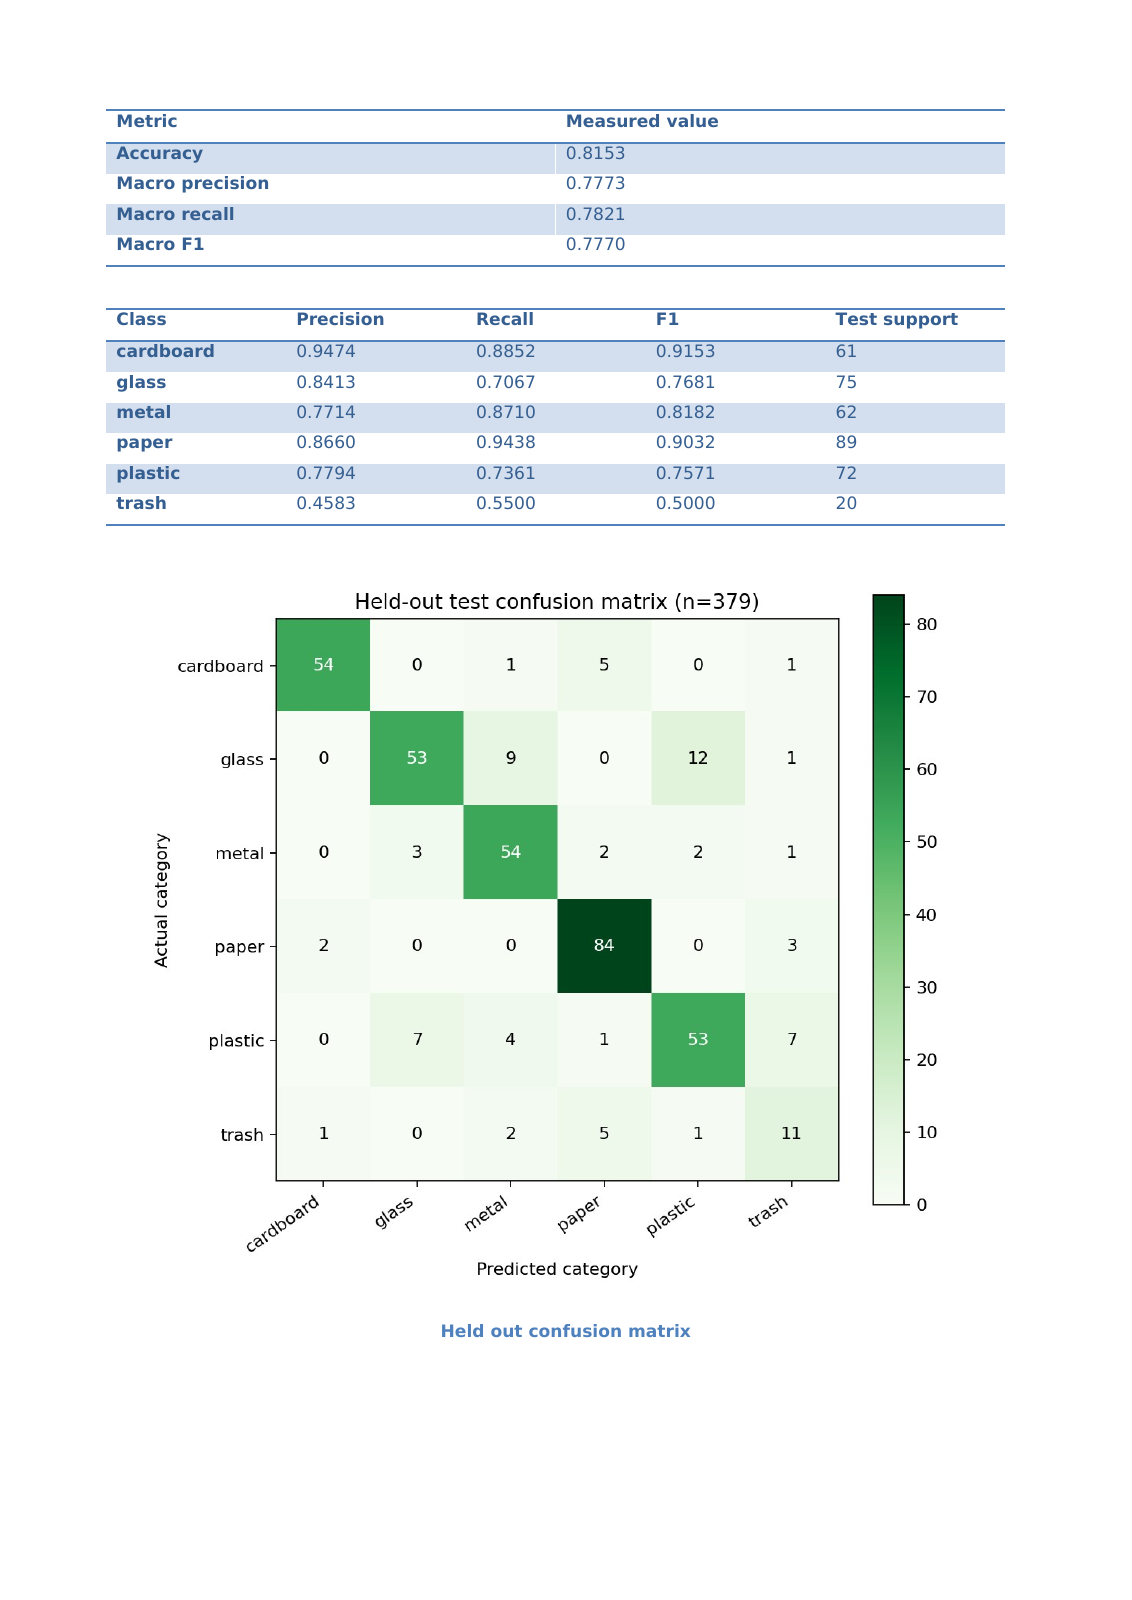 Metric Measured value
Accuracy 0.8153
Macro precision 0.7773
Macro recall 0.7821
Macro F1 0.7770
Class Precision Recall F1 Test support
cardboard 0.9474 0.8852 0.9153 61
glass 0.8413 0.7067 0.7681 75
metal 0.7714 0.8710 0.8182 62
paper 0.8660 0.9438 0.9032 89
plastic 0.7794 0.7361 0.7571 72
trash 0.4583 0.5500 0.5000 20
Held-out test confusion matrix (n=379)
cardboard 54 0 1 5 0 1
glass 0 53 9 0 12 1
metal 0 3 54 2 2 1
paper 2 0 0 84 0 3
plastic 0 7 4 1 53 7
trash 1 0 2 5 1 11
Actual category
cardboard glass metal paper plastic trash
Predicted category
80
70
60
50
40
30
20
10
0
Held out confusion matrix